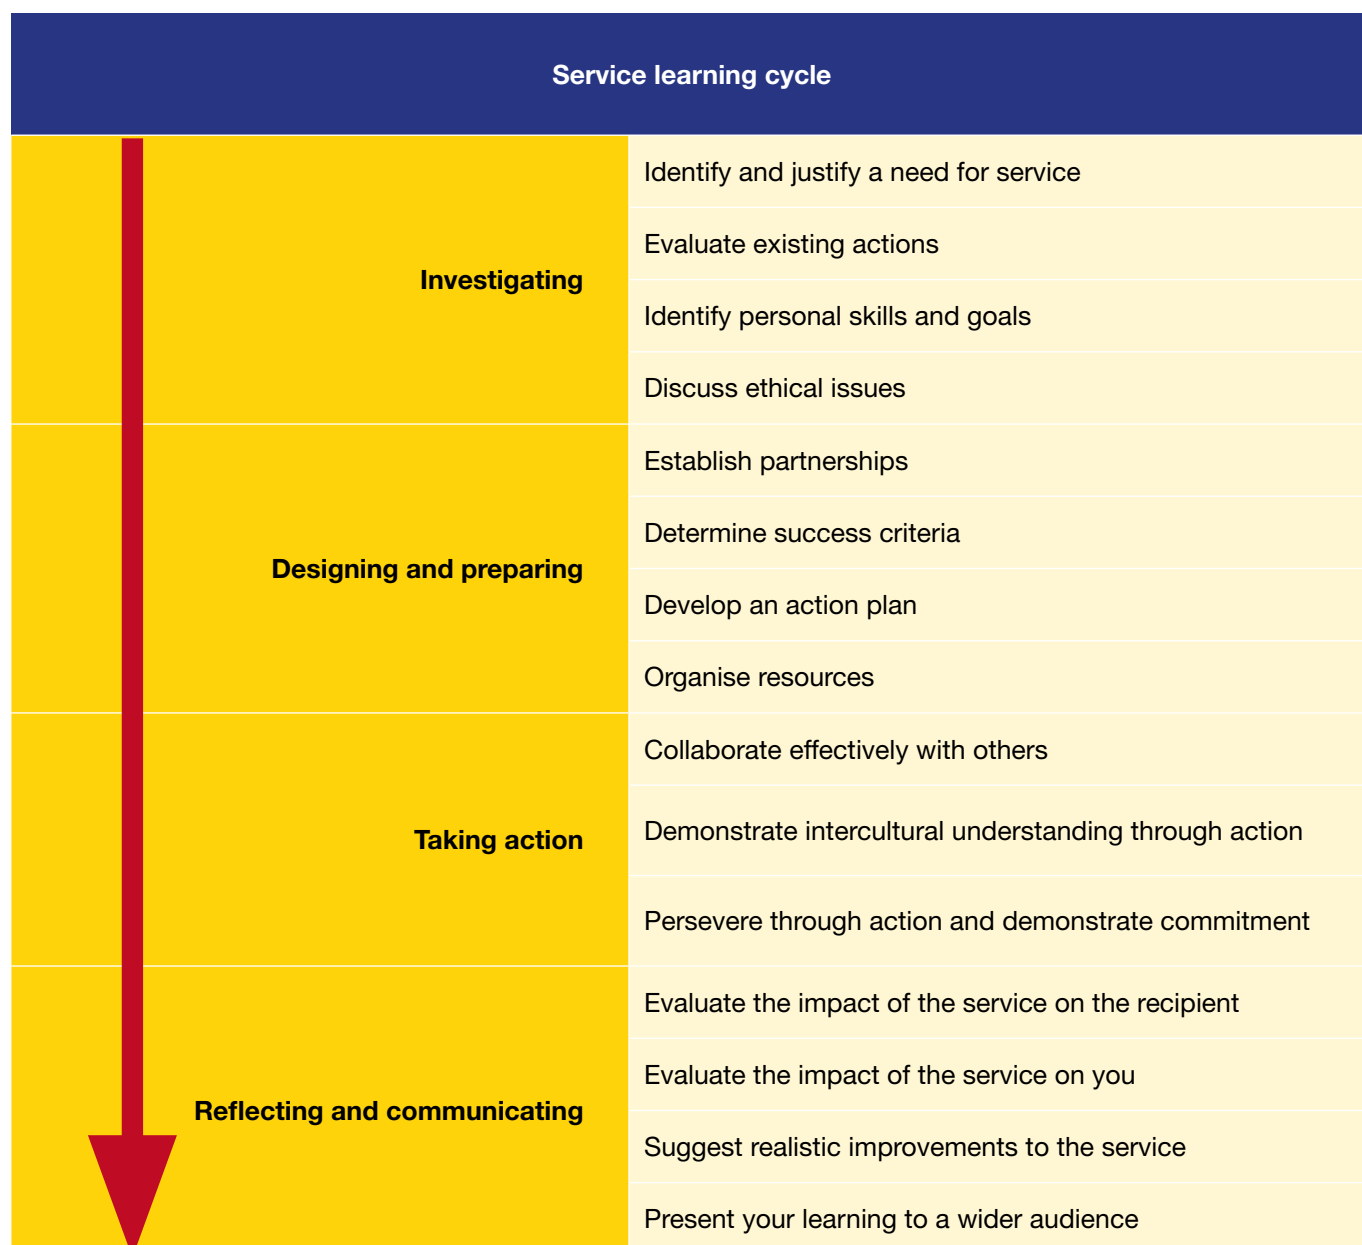 Service learning cycle
Investigating
Identify and justify a need for service
Evaluate existing actions
Identify personal skills and goals
Discuss ethical issues
Designing and preparing
Establish partnerships
Determine success criteria
Develop an action plan
Organise resources
Taking action
Collaborate effectively with others
Demonstrate intercultural understanding through action
Persevere through action and demonstrate commitment
Reflecting and communicating
Evaluate the impact of the service on the recipient
Evaluate the impact of the service on you
Suggest realistic improvements to the service
Present your learning to a wider audience